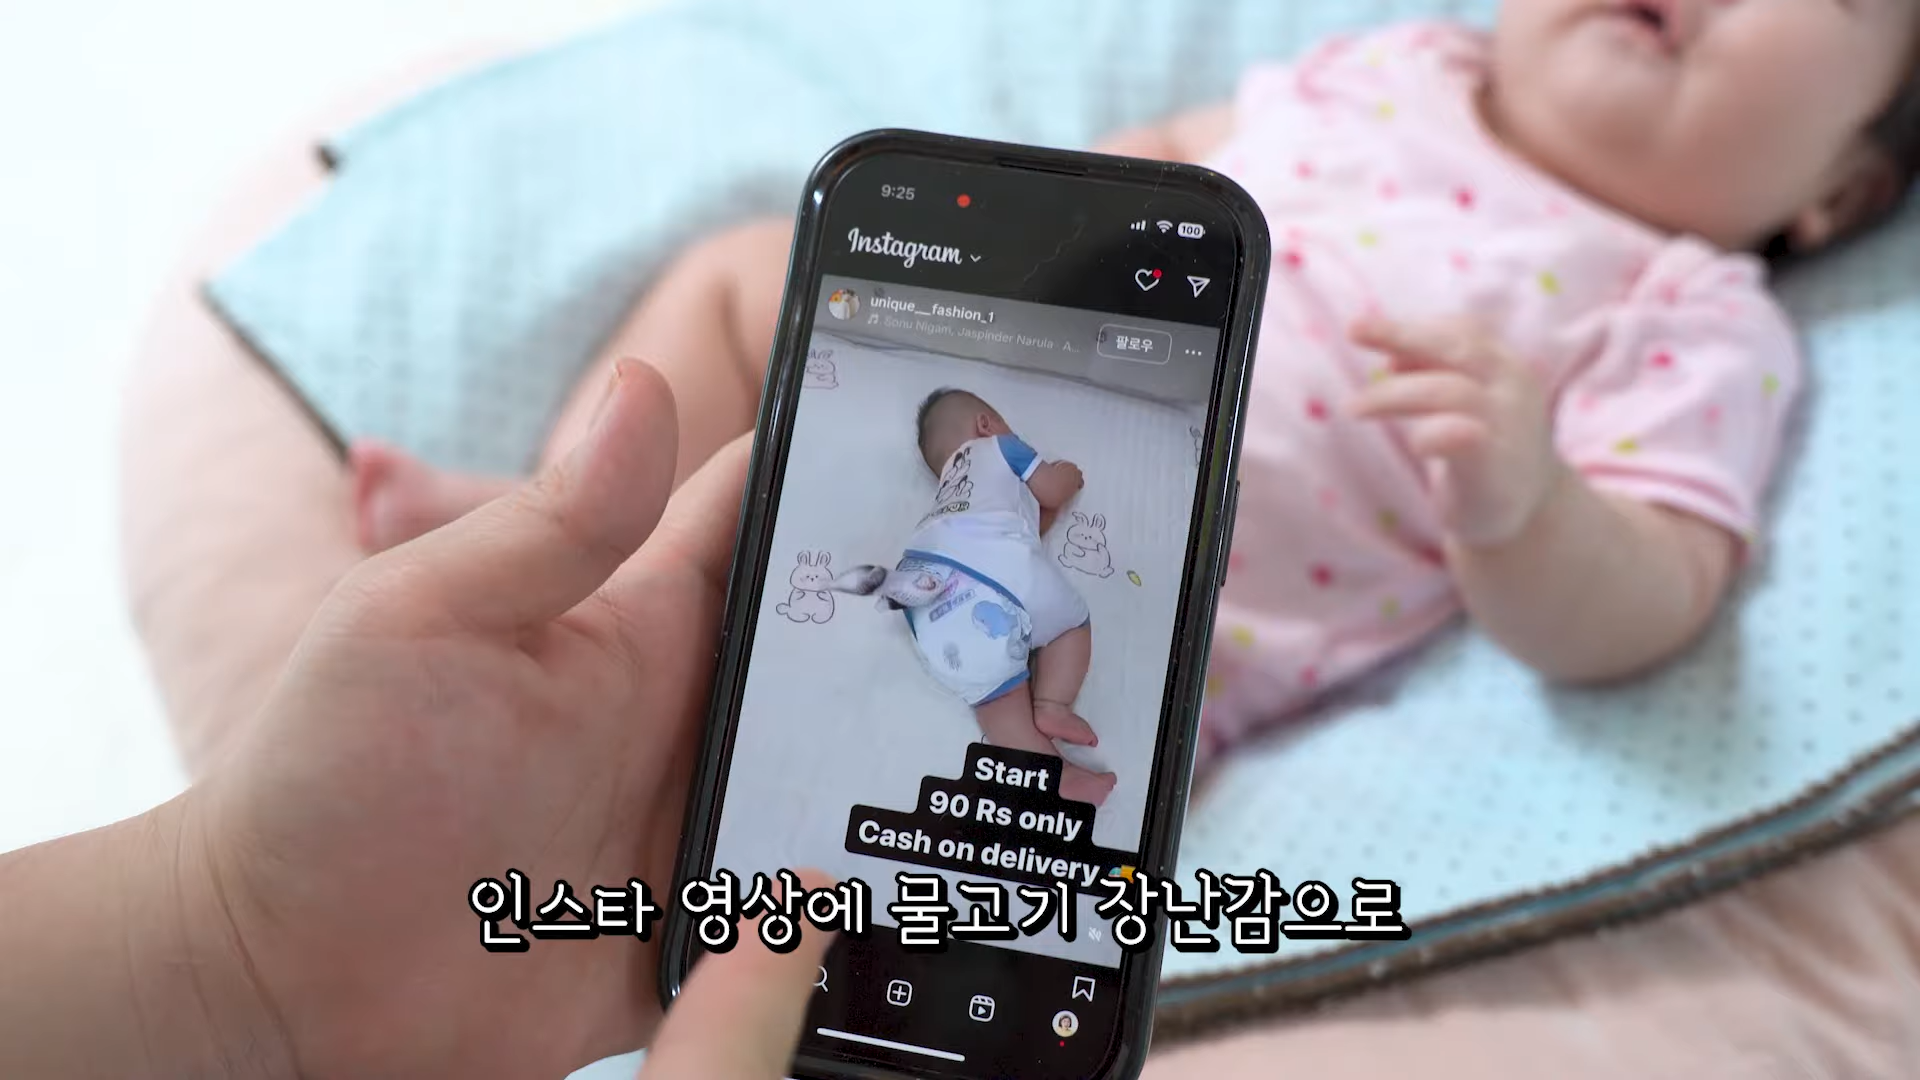 9:25
100
Instagram
unique__fashion_1
Sonu Nigam, Jaspinder Narula · A...
팔로우
Start
90 Rs only
Cash on delivery
인스타 영상에 물고기 장난감으로